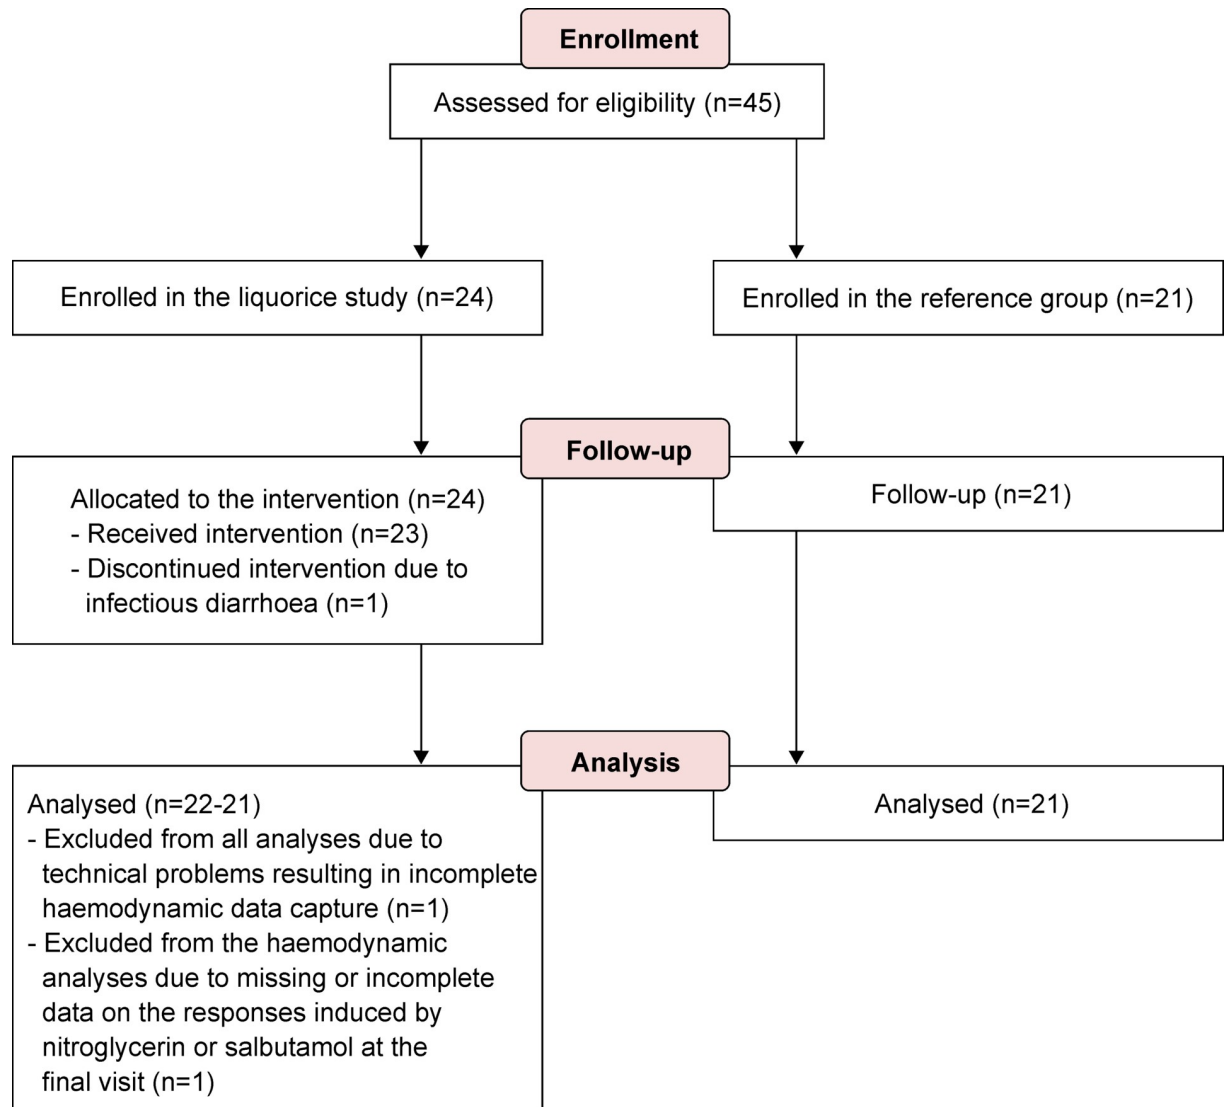 Enrollment
Assessed for eligibility (n=45)
Enrolled in the liquorice study (n=24)
Enrolled in the reference group (n=21)
Follow-up
Allocated to the intervention (n=24)
- Received intervention (n=23)
- Discontinued intervention due to
infectious diarrhoea (n=1)
Follow-up (n=21)
Analysis
Analysed (n=22-21)
- Excluded from all analyses due to
technical problems resulting in incomplete
haemodynamic data capture (n=1)
- Excluded from the haemodynamic
analyses due to missing or incomplete
data on the responses induced by
nitroglycerin or salbutamol at the
final visit (n=1)
Analysed (n=21)